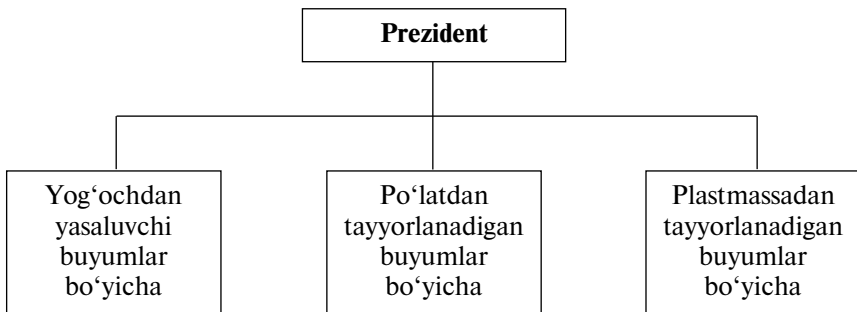 Prezident
Yog‘ochdan
yasaluvchi
buyumlar
bo‘yicha
Po‘latdan
tayyorlanadigan
buyumlar
bo‘yicha
Plastmassadan
tayyorlanadigan
buyumlar
bo‘yicha